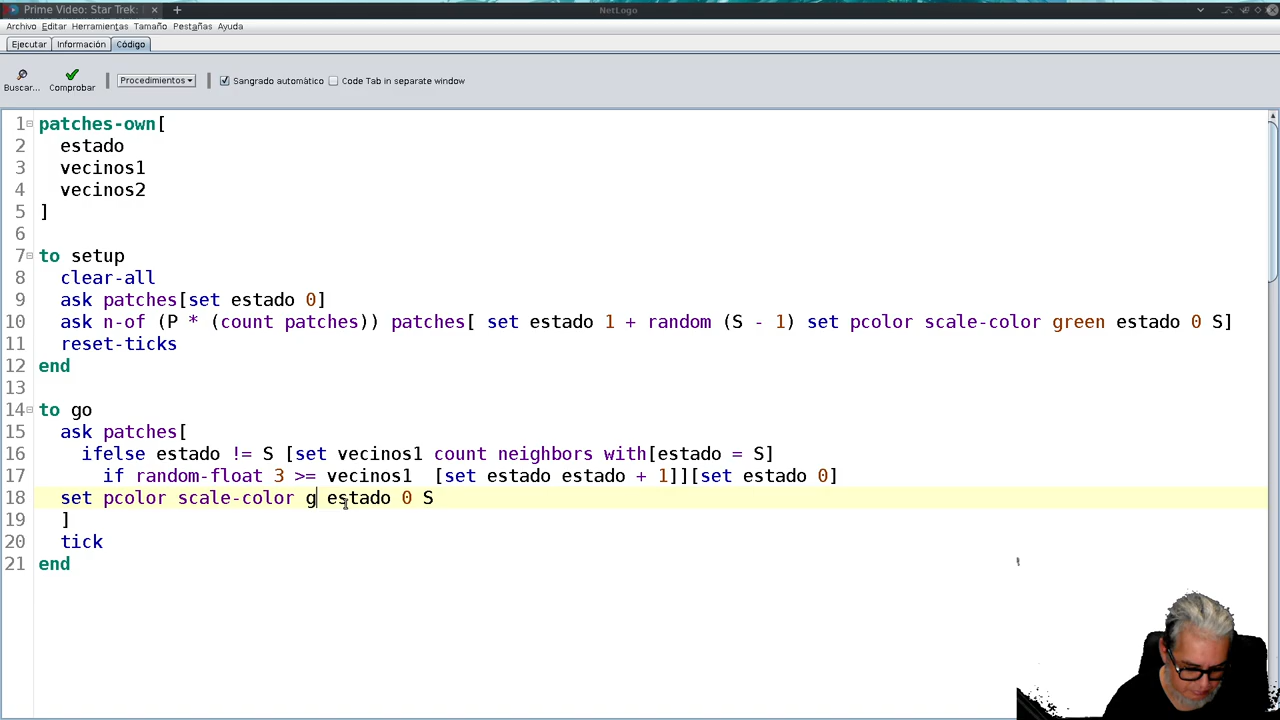 Prime Video: Star Trek:
NetLogo
Archivo Editar Herramientas Tamaño Pestañas Ayuda
Ejecutar Información Código
Buscar... Comprobar Procedimientos Sangrado automático Code Tab in separate window
1 patches-own[
2 estado
3 vecinos1
4 vecinos2
5 ]
6
7 to setup
8 clear-all
9 ask patches[set estado 0]
10 ask n-of (P * (count patches)) patches[ set estado 1 + random (S - 1) set pcolor scale-color green estado 0 S]
11 reset-ticks
12 end
13
14 to go
15 ask patches[
16 ifelse estado != S [set vecinos1 count neighbors with[estado = S]
17 if random-float 3 >= vecinos1 [set estado estado + 1]][set estado 0]
18 set pcolor scale-color g estado 0 S
19 ]
20 tick
21 end